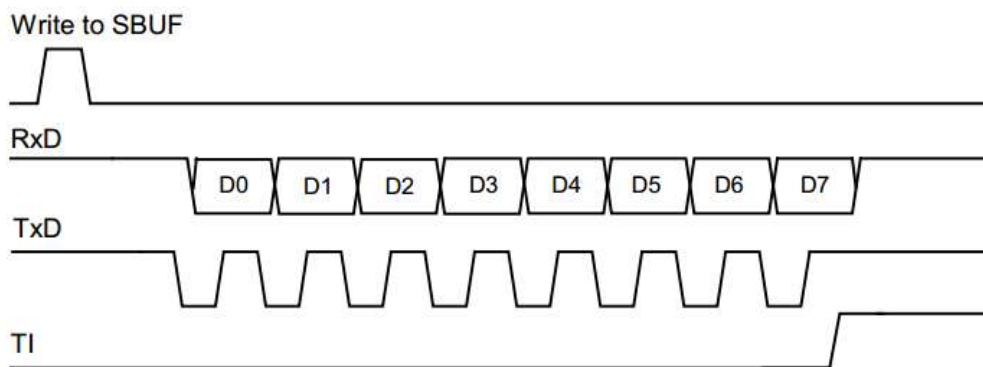 Write to SBUF
RxD
D0 D1 D2 D3 D4 D5 D6 D7
TxD
TI